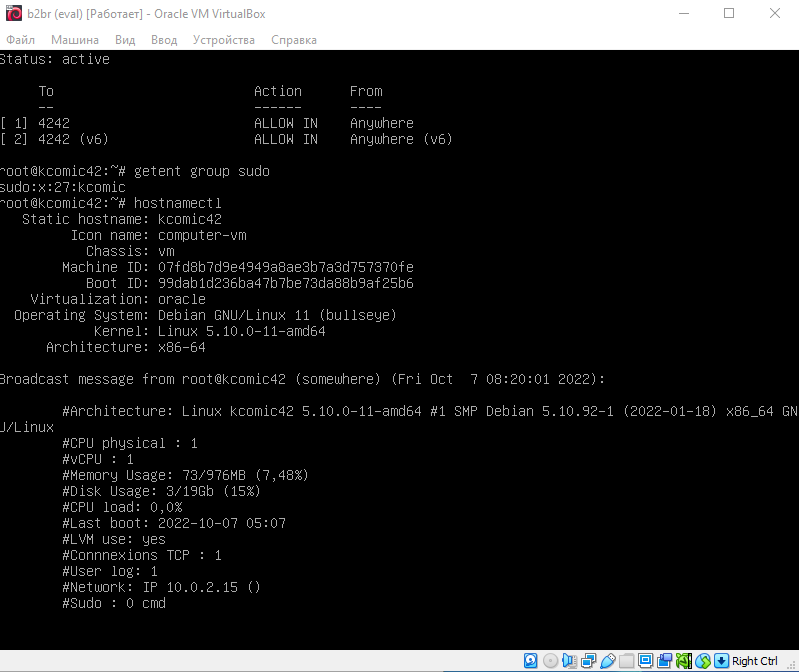 b2br (eval) [Работает] - Oracle VM VirtualBox
Файл Машина Вид Ввод Устройства Справка
Status: active
To Action From
-- ------ ----
[ 1] 4242 ALLOW IN Anywhere
[ 2] 4242 (v6) ALLOW IN Anywhere (v6)
root@kcomic42:~# getent group sudo
sudo:x:27:kcomic
root@kcomic42:~# hostnamectl
Static hostname: kcomic42
Icon name: computer-vm
Chassis: vm
Machine ID: 07fd8b7d9e4949a8ae3b7a3d757370fe
Boot ID: 99dab1d236ba47b7be73da88b9af25b6
Virtualization: oracle
Operating System: Debian GNU/Linux 11 (bullseye)
Kernel: Linux 5.10.0-11-amd64
Architecture: x86-64
Broadcast message from root@kcomic42 (somewhere) (Fri Oct  7 08:20:01 2022):
#Architecture: Linux kcomic42 5.10.0-11-amd64 #1 SMP Debian 5.10.92-1 (2022-01-18) x86_64 GN
U/Linux
#CPU physical : 1
#vCPU : 1
#Memory Usage: 73/976MB (7,48%)
#Disk Usage: 3/19Gb (15%)
#CPU load: 0,0%
#Last boot: 2022-10-07 05:07
#LVM use: yes
#Connnexions TCP : 1
#User log: 1
#Network: IP 10.0.2.15 ()
#Sudo : 0 cmd
Right Ctrl